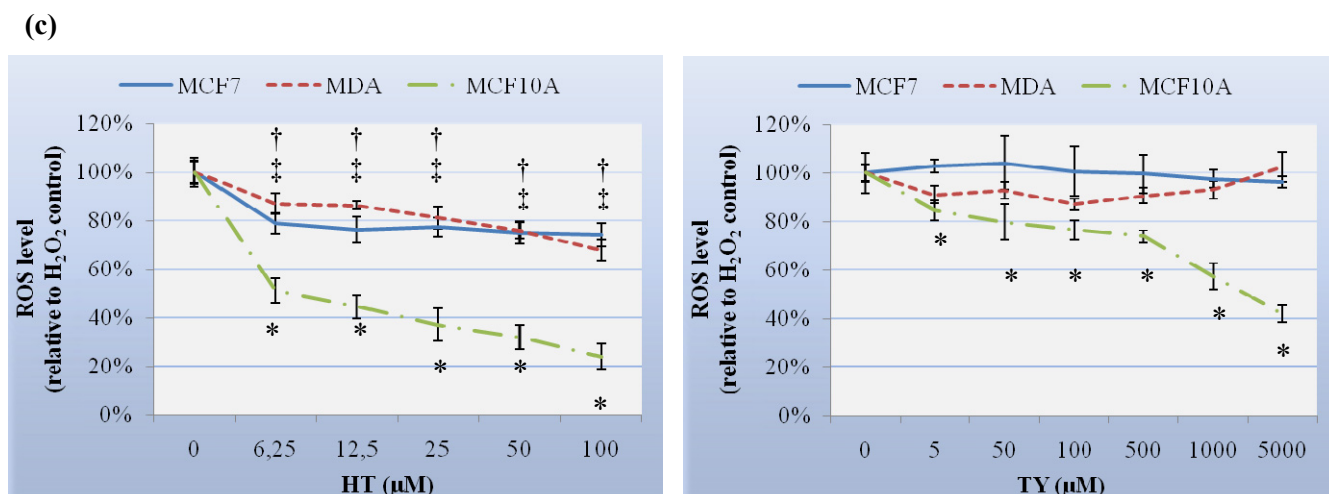 (c)
MCF7 MDA MCF10A
120%
100%
80%
60%
40%
20%
0%
ROS level
(relative to H₂O₂ control)
† † † † †
‡ ‡ ‡ ‡ ‡
* * * * *
0 6,25 12,5 25 50 100
HT (μM)
MCF7 MDA MCF10A
120%
100%
80%
60%
40%
20%
0%
ROS level
(relative to H₂O₂ control)
* * * * * *
0 5 50 100 500 1000 5000
TY (μM)